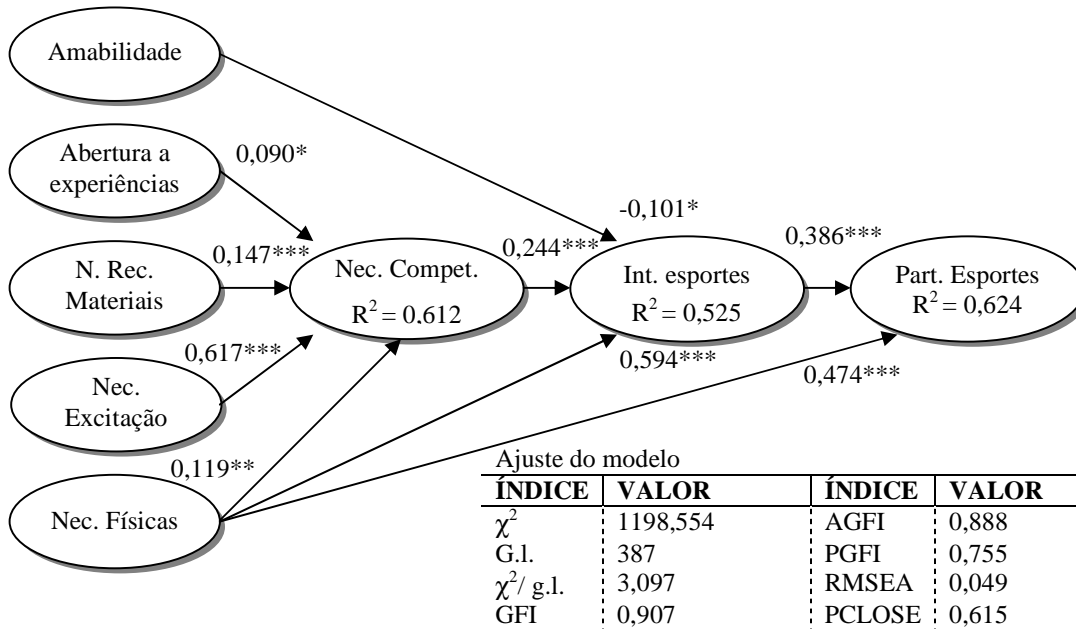 Amabilidade
Abertura a
experiências
0,090*
-0,101*
N. Rec.
Materiais
0,147***
Nec. Compet.
R² = 0,612
0,244***
Int. esportes
R² = 0,525
0,386***
Part. Esportes
R² = 0,624
Nec.
Excitação
0,617***
0,594***
0,474***
Nec. Físicas
0,119**
Ajuste do modelo
ÍNDICE VALOR ÍNDICE VALOR
χ² 1198,554 AGFI 0,888
G.l. 387 PGFI 0,755
χ²/ g.l. 3,097 RMSEA 0,049
GFI 0,907 PCLOSE 0,615